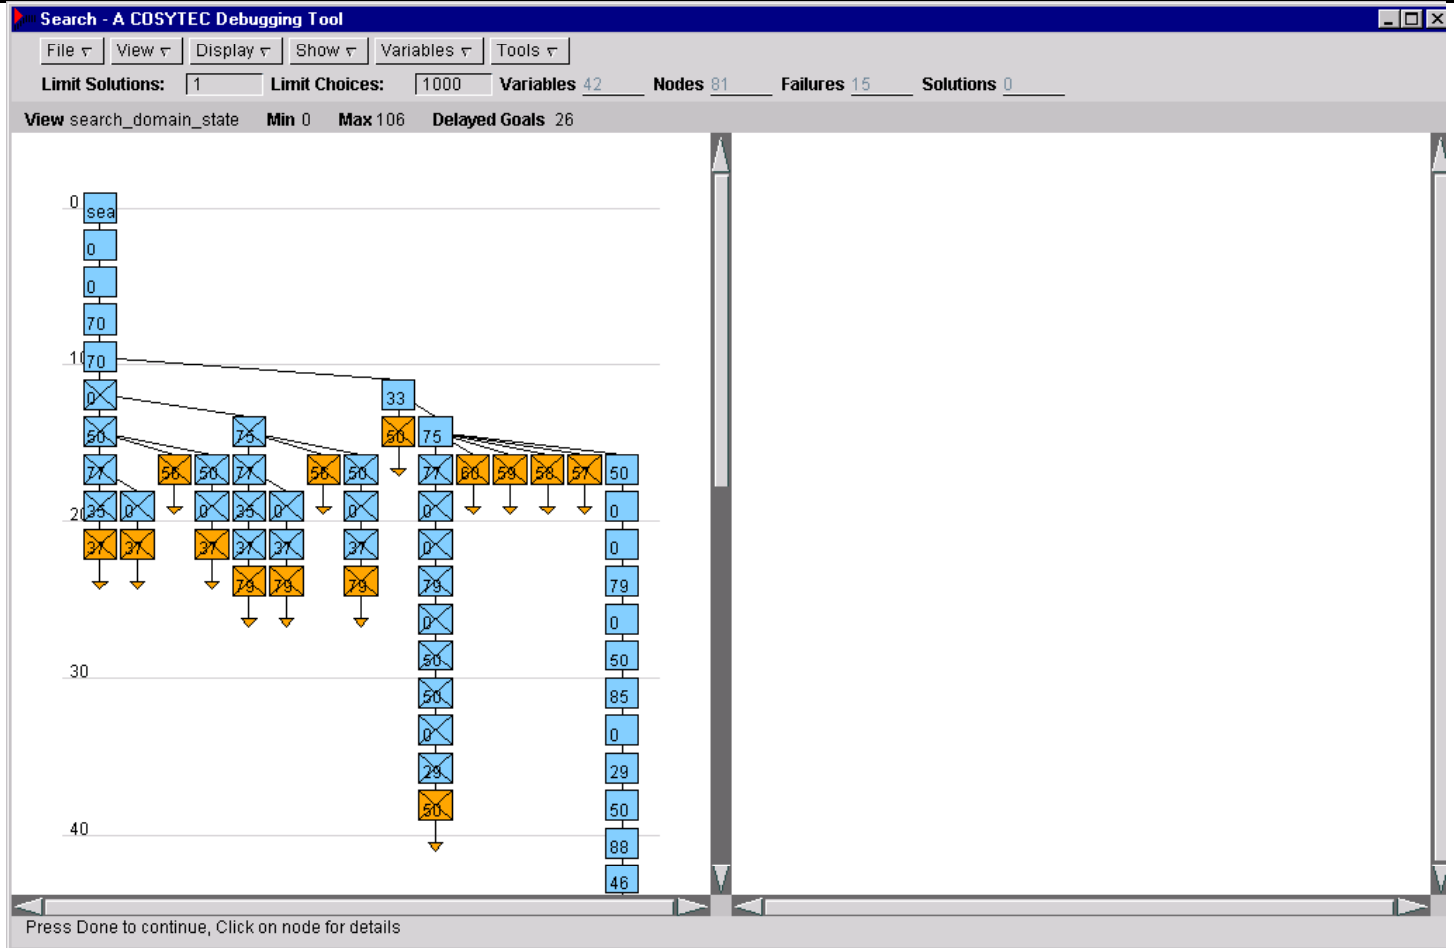 Search - A COSYTEC Debugging Tool
File View Display Show Variables Tools
Limit Solutions: 1 Limit Choices: 1000 Variables 42 Nodes 81 Failures 15 Solutions 0
View search_domain_state Min 0 Max 106 Delayed Goals 26
0 sea
0
0
70
10 70
0 33
50 75 50 75
77 56 50 77 56 50 77 60 59 58 57 50
20 35 0 0 35 0 0 0 0
37 37 37 37 37 37 0 0
79 79 79 79 79
0 0
30 50 50
50 85
0 0
29 29
50 50
40 88
46
Press Done to continue, Click on node for details